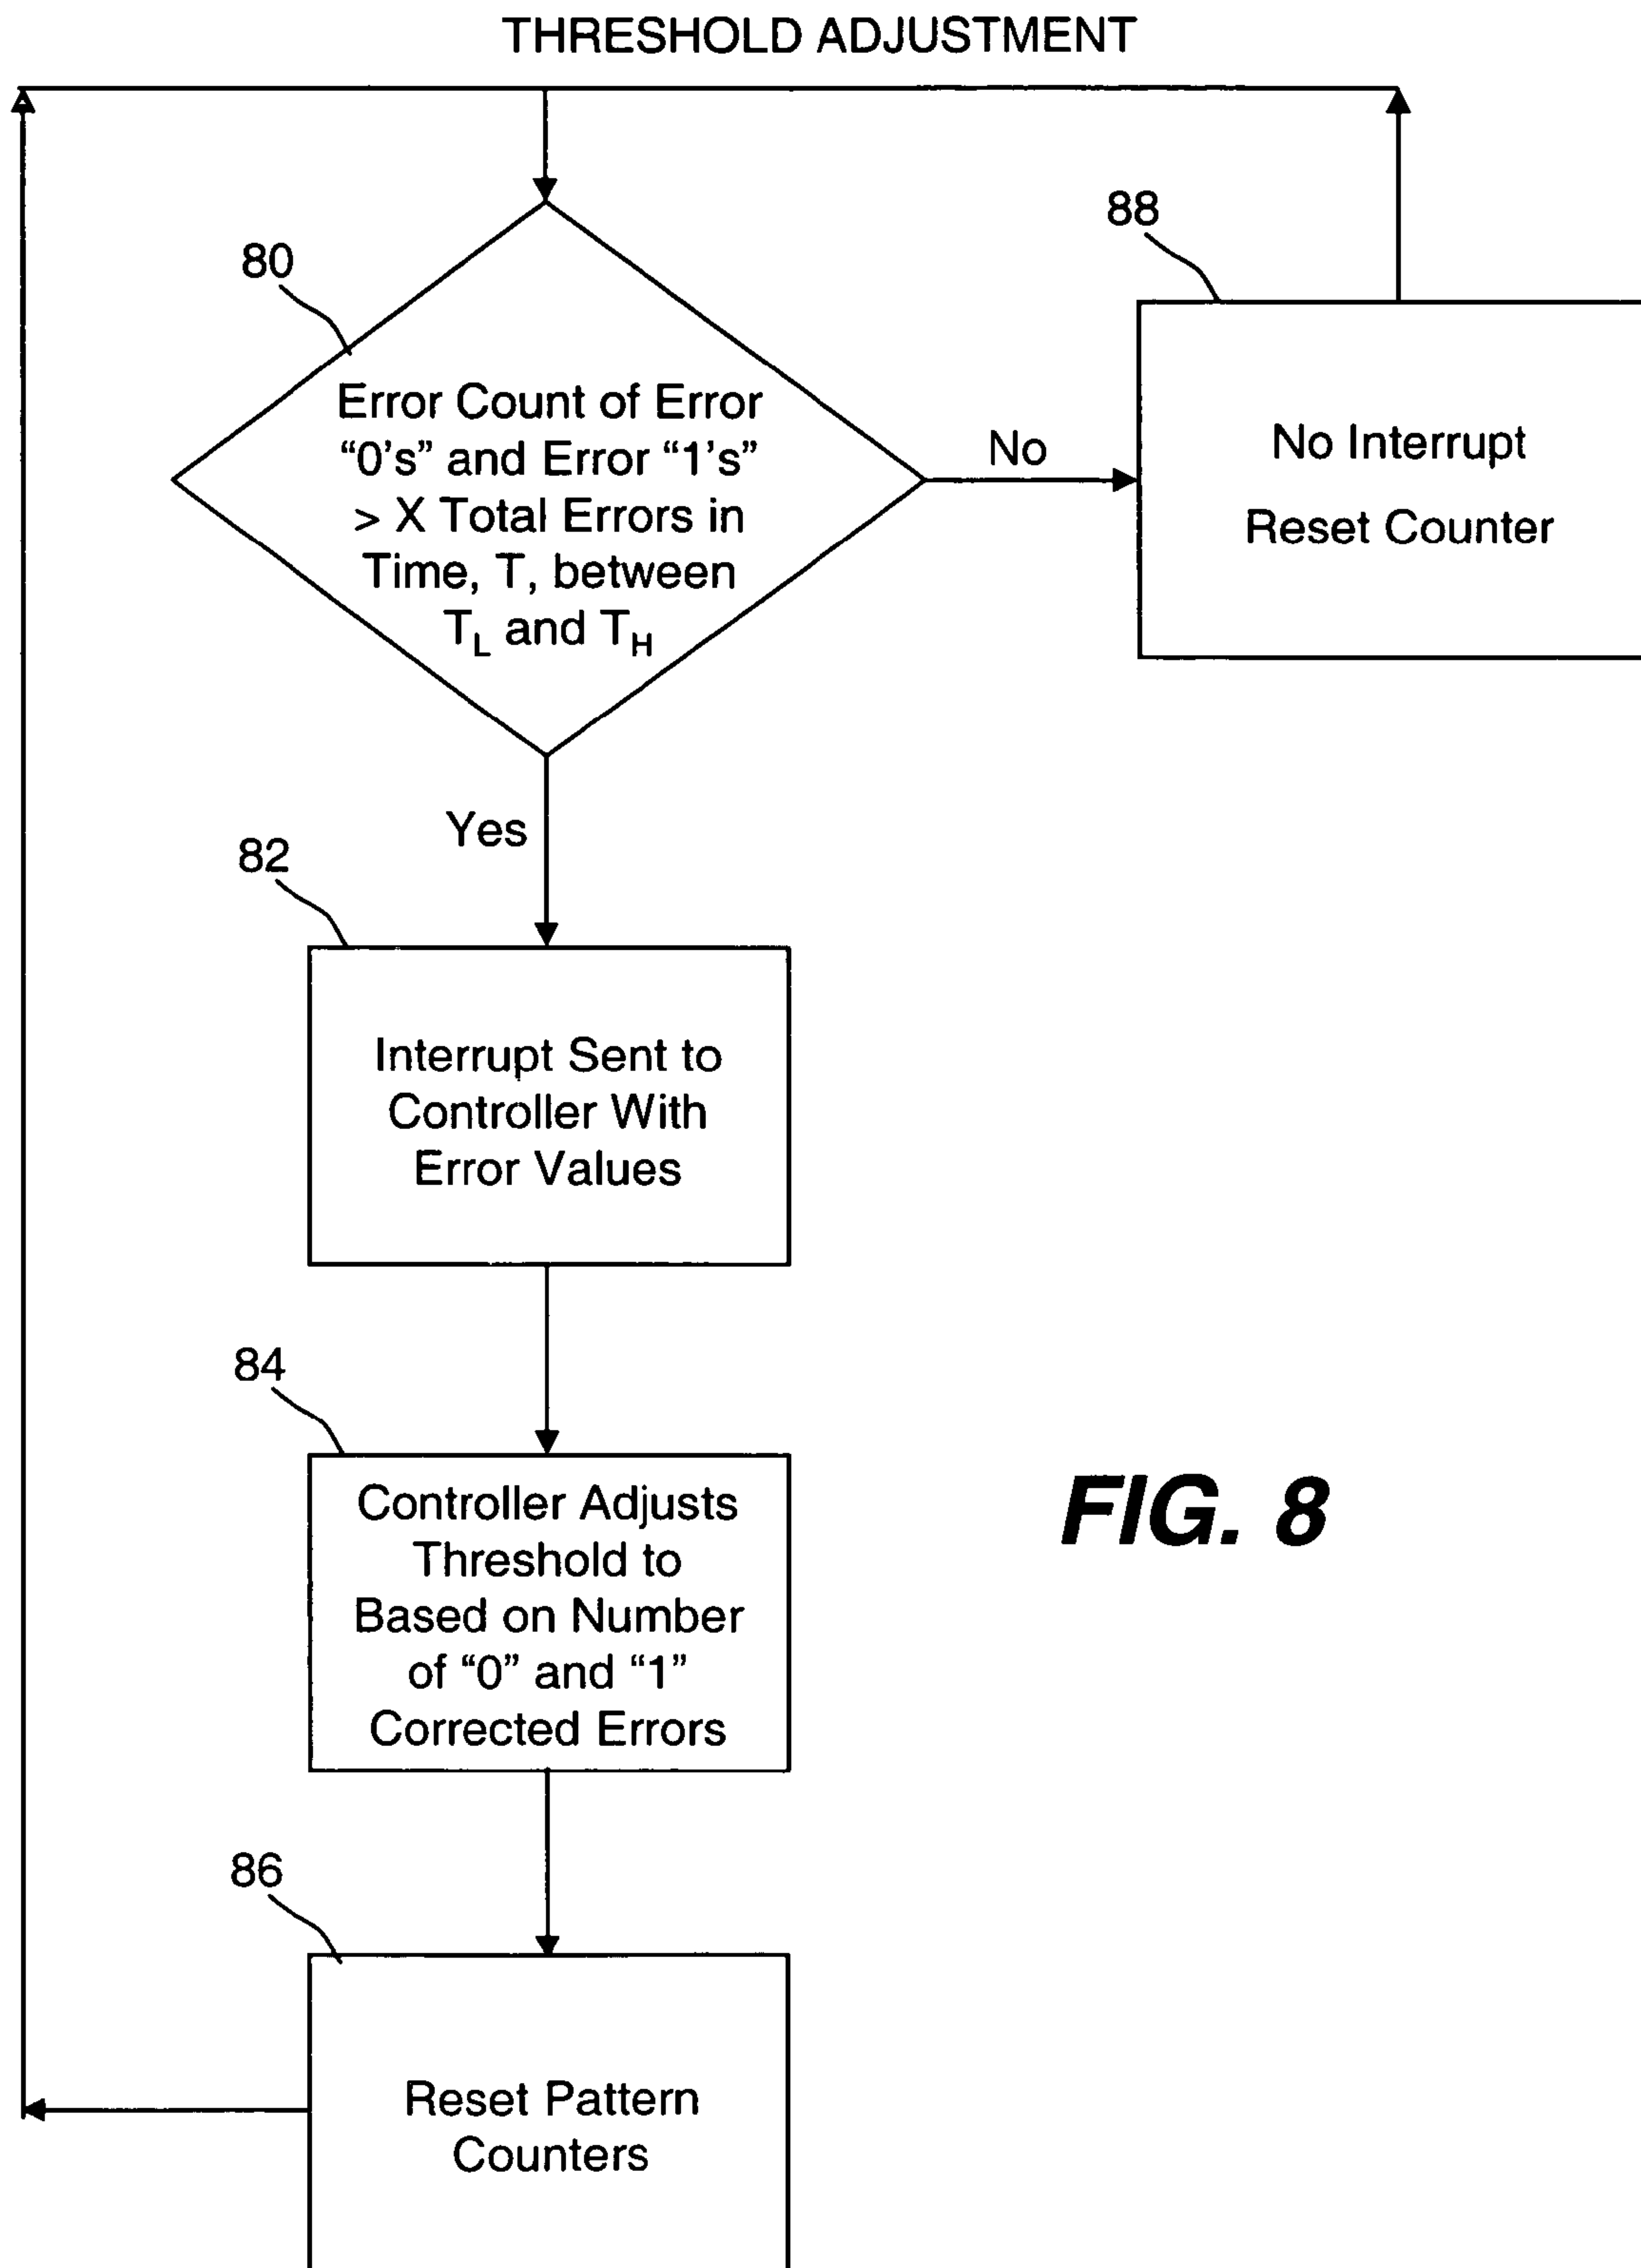 THRESHOLD ADJUSTMENT
80
Error Count of Error
“0's” and Error “1's”
> X Total Errors in
Time, T, between
T_L and T_H
No
88
No Interrupt
Reset Counter
Yes
82
Interrupt Sent to
Controller With
Error Values
84
Controller Adjusts
Threshold to
Based on Number
of “0” and “1”
Corrected Errors
FIG. 8
86
Reset Pattern
Counters